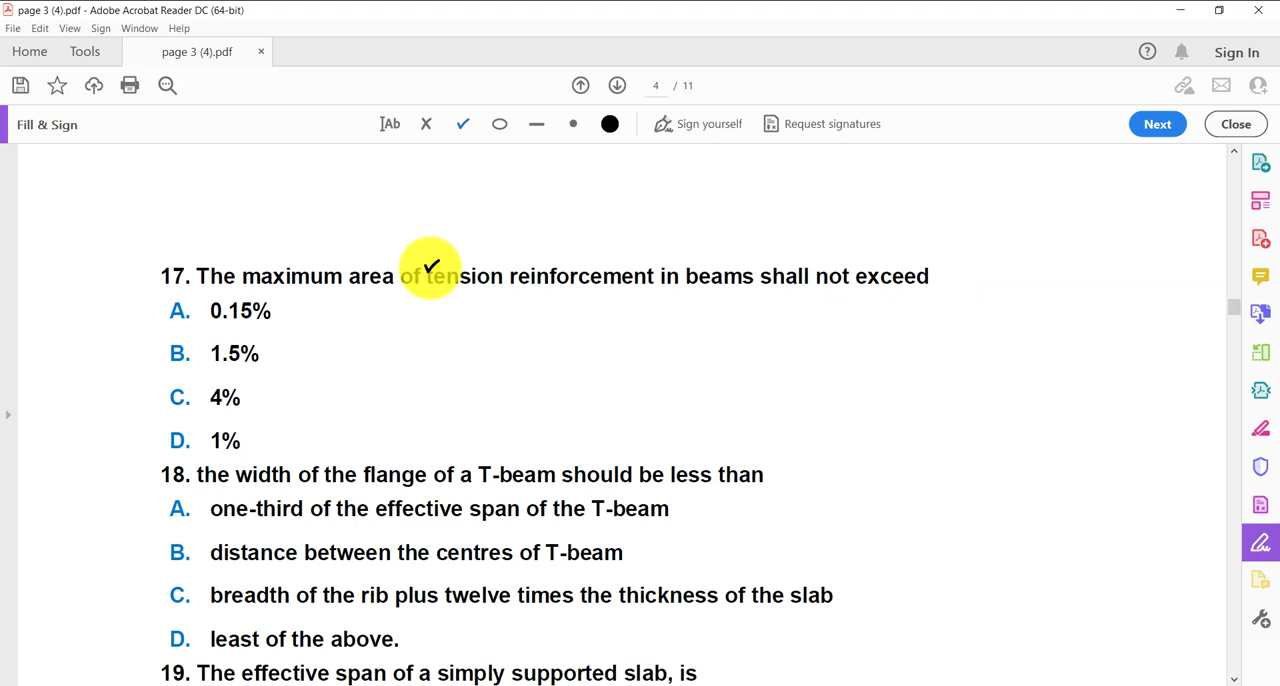 page 3 (4).pdf - Adobe Acrobat Reader DC (64-bit)
File Edit View Sign Window Help
Home Tools page 3 (4).pdf × Sign In
4 / 11
Fill & Sign Ab Sign yourself Request signatures Next Close
17. The maximum area of tension reinforcement in beams shall not exceed
A. 0.15%
B. 1.5%
C. 4%
D. 1%
18. the width of the flange of a T-beam should be less than
A. one-third of the effective span of the T-beam
B. distance between the centres of T-beam
C. breadth of the rib plus twelve times the thickness of the slab
D. least of the above.
19. The effective span of a simply supported slab, is